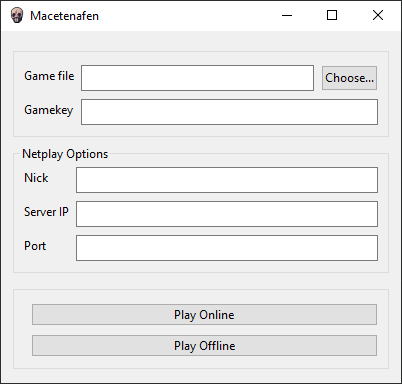 Macetenafen
Game file
Choose...
Gamekey
Netplay Options
Nick
Server IP
Port
Play Online
Play Offline